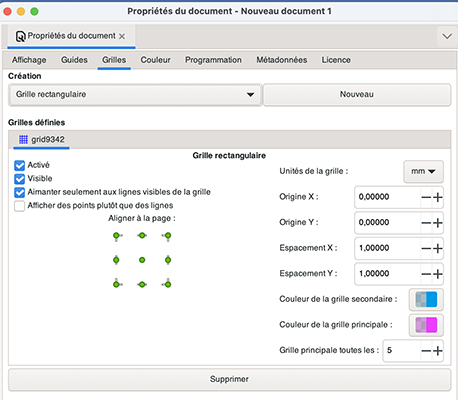 Propriétés du document - Nouveau document 1
Propriétés du document
Affichage Guides Grilles Couleur Programmation Métadonnées Licence
Création
Grille rectangulaire Nouveau
Grilles définies
grid9342
Grille rectangulaire
Activé
Visible
Aimanter seulement aux lignes visibles de la grille
Afficher des points plutôt que des lignes
Aligner à la page :
Unités de la grille : mm
Origine X : 0,00000
Origine Y : 0,00000
Espacement X : 1,00000
Espacement Y : 1,00000
Couleur de la grille secondaire :
Couleur de la grille principale :
Grille principale toutes les : 5
Supprimer